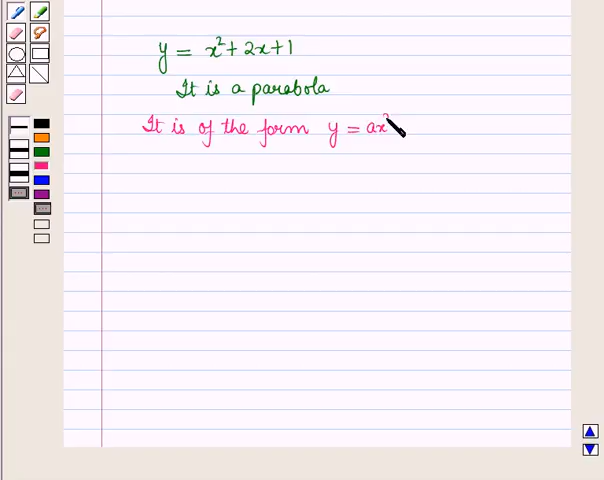 y = x² + 2x + 1
It is a parabola
It is of the form y = ax²